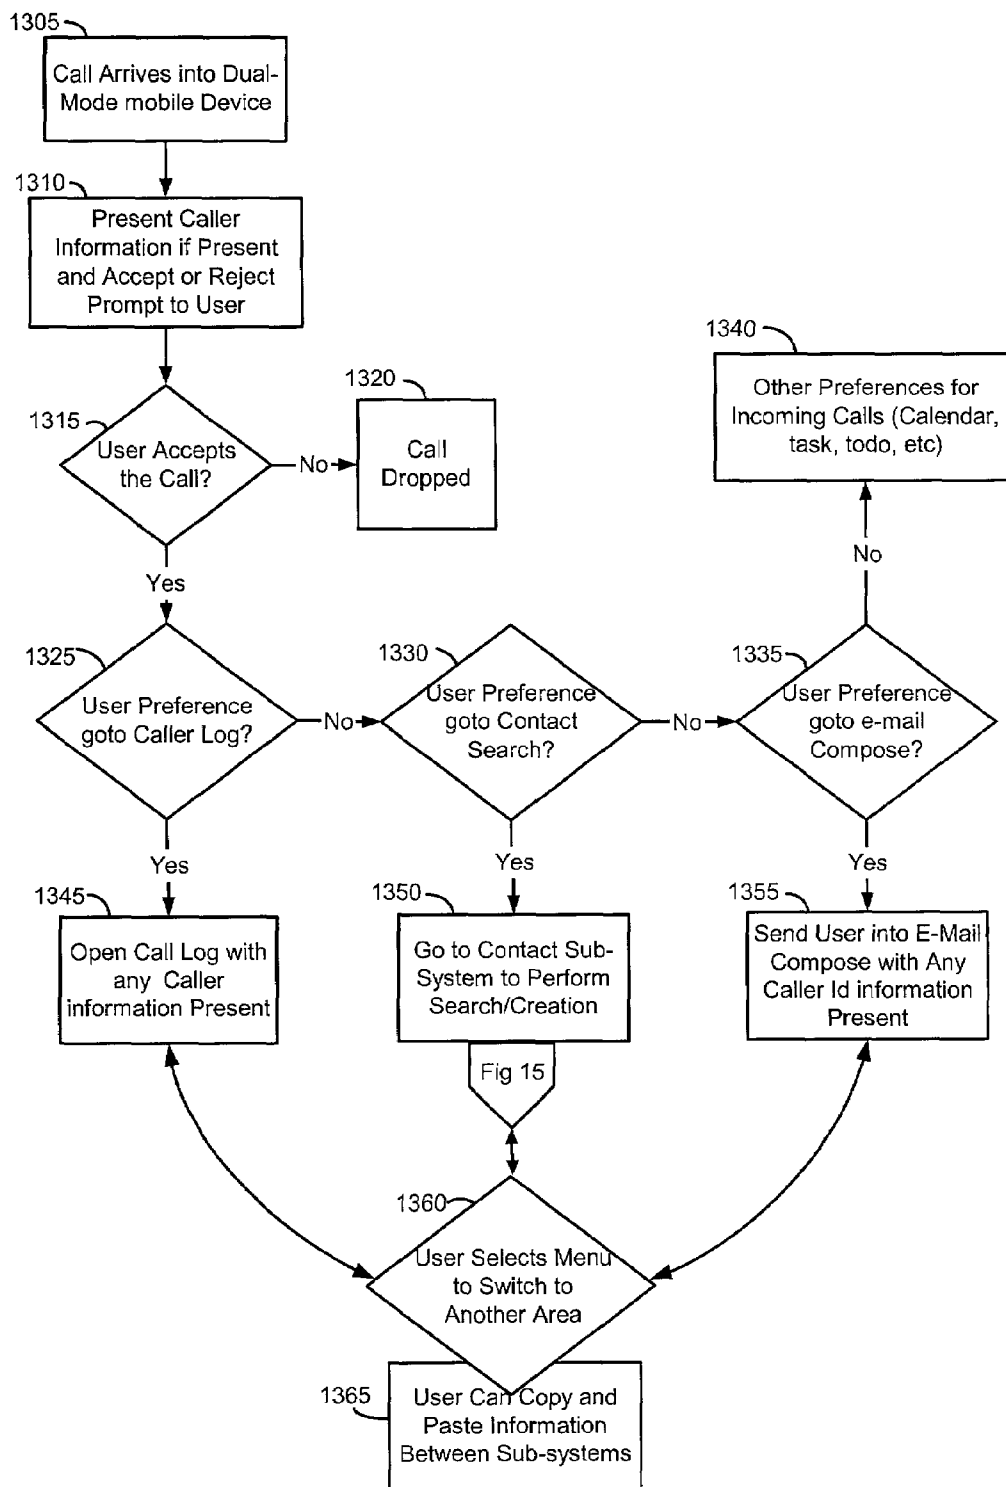 1305
Call Arrives into Dual-
Mode mobile Device
1310
Present Caller
Information if Present
and Accept or Reject
Prompt to User
1315
User Accepts
the Call?
No
1320
Call
Dropped
1340
Other Preferences for
Incoming Calls (Calendar,
task, todo, etc)
No
Yes
1325
User Preference
goto Caller Log?
No
1330
User Preference
goto Contact
Search?
No
1335
User Preference
goto e-mail
Compose?
Yes
Yes
Yes
1345
Open Call Log with
any Caller
information Present
1350
Go to Contact Sub-
System to Perform
Search/Creation
1355
Send User into E-Mail
Compose with Any
Caller Id information
Present
Fig 15
1360
User Selects Menu
to Switch to
Another Area
1365
User Can Copy and
Paste Information
Between Sub-systems